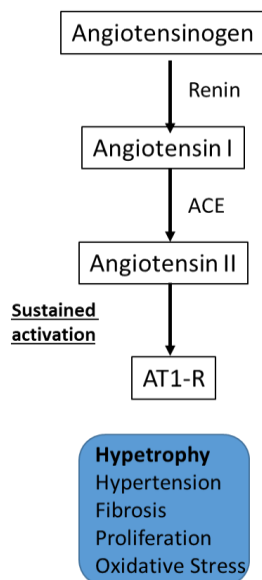 Angiotensinogen
Renin
Angiotensin I
ACE
Angiotensin II
Sustained
activation
AT1-R
Hypetrophy
Hypertension
Fibrosis
Proliferation
Oxidative Stress